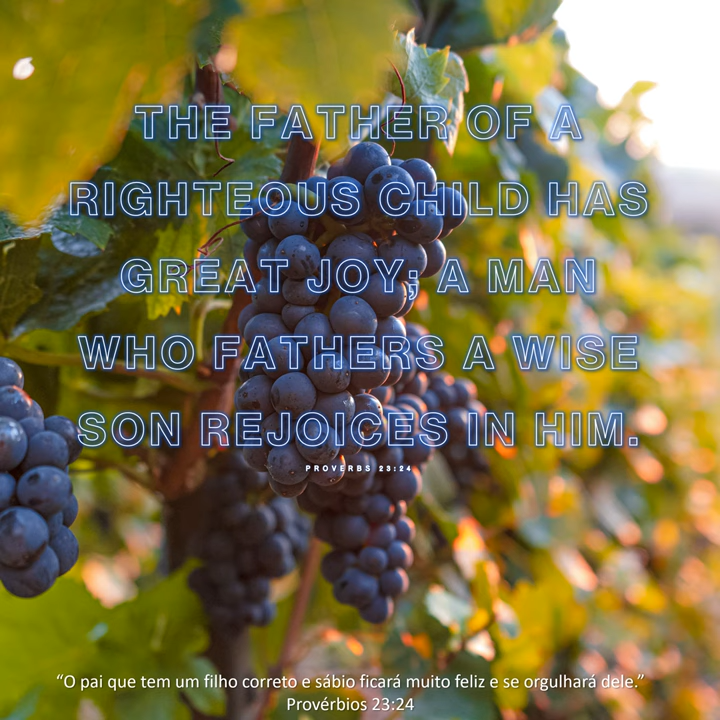 THE FATHER OF A
RIGHTEOUS CHILD HAS
GREAT JOY; A MAN
WHO FATHERS A WISE
SON REJOICES IN HIM.
PROVERBS 23:24
“O pai que tem um filho correto e sábio ficará muito feliz e se orgulhará dele.”
Provérbios 23:24